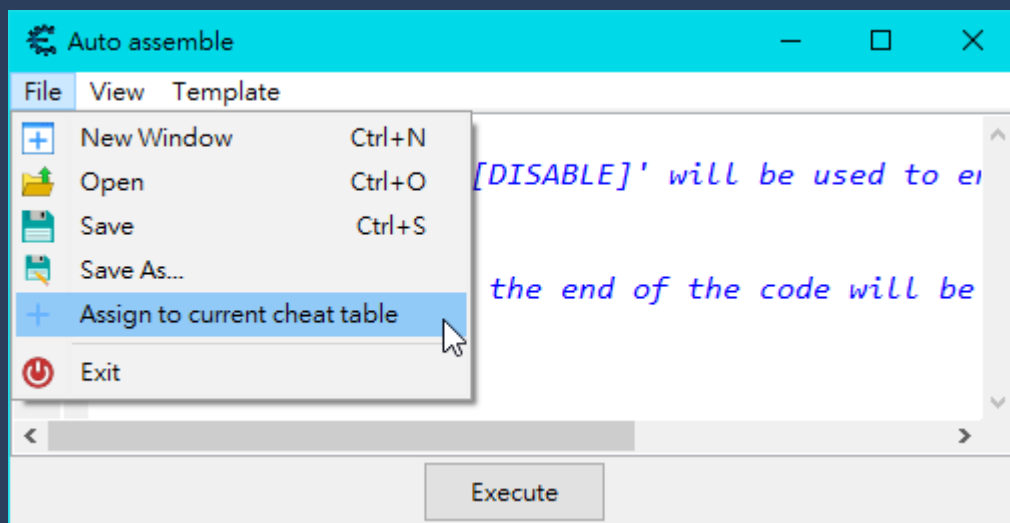 Auto assemble
File View Template
New Window Ctrl+N
Open Ctrl+O
[DISABLE]' will be used to
Save Ctrl+S
Save As...
the end of the code will be
Assign to current cheat table
Exit
Execute